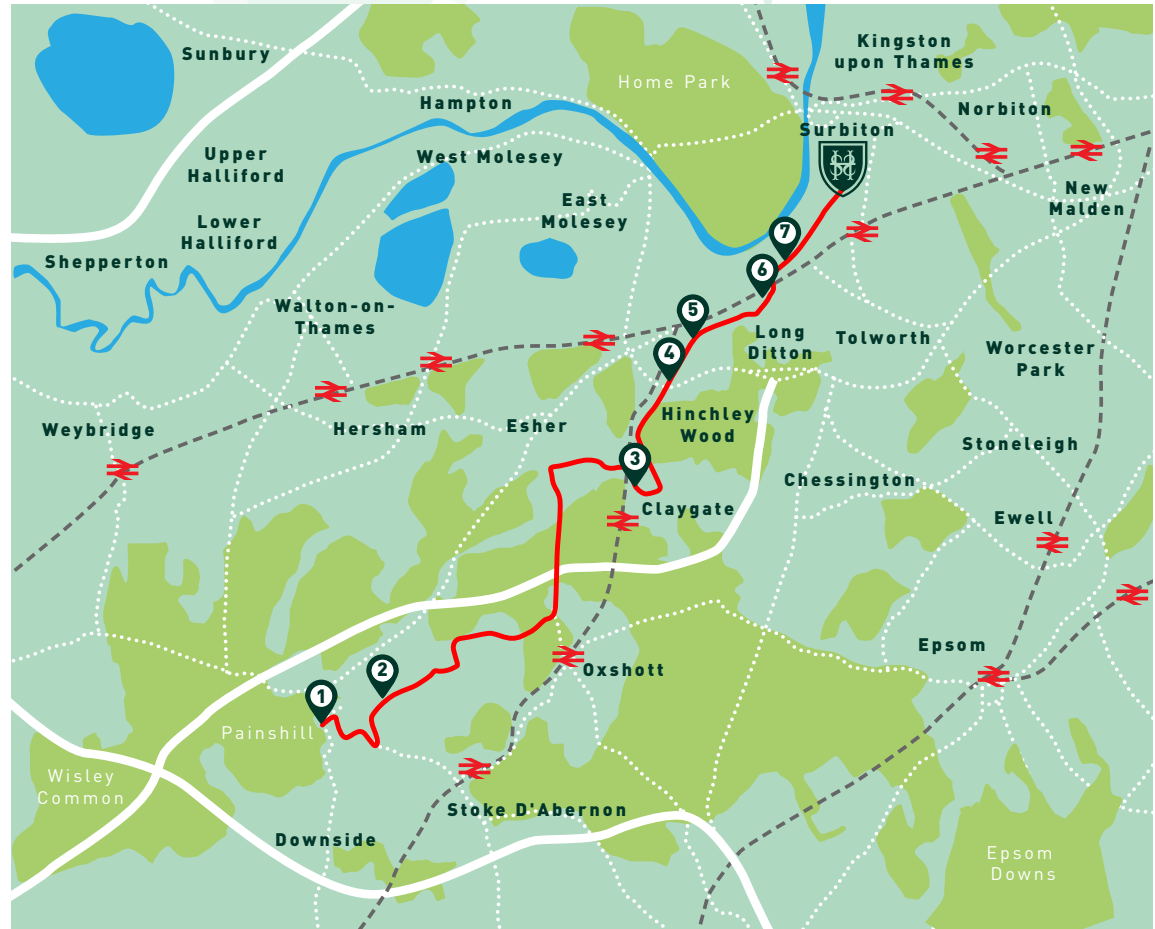 Sunbury
Kingston
upon Thames
Home Park
Hampton
Norbiton
Surbiton
Upper
Halliford
West Molesey
New
Malden
East
Molesey
Lower
Halliford
Shepperton
7
6
Walton-on-
Thames
5
Long
Ditton
Tolworth
4
Worcester
Park
Hinchley
Wood
Weybridge
Hersham
Esher
Stoneleigh
3
Chessington
Claygate
Ewell
Epsom
2
Oxshott
1
Painshill
Wisley
Common
Stoke D'Abernon
Downside
Epsom
Downs